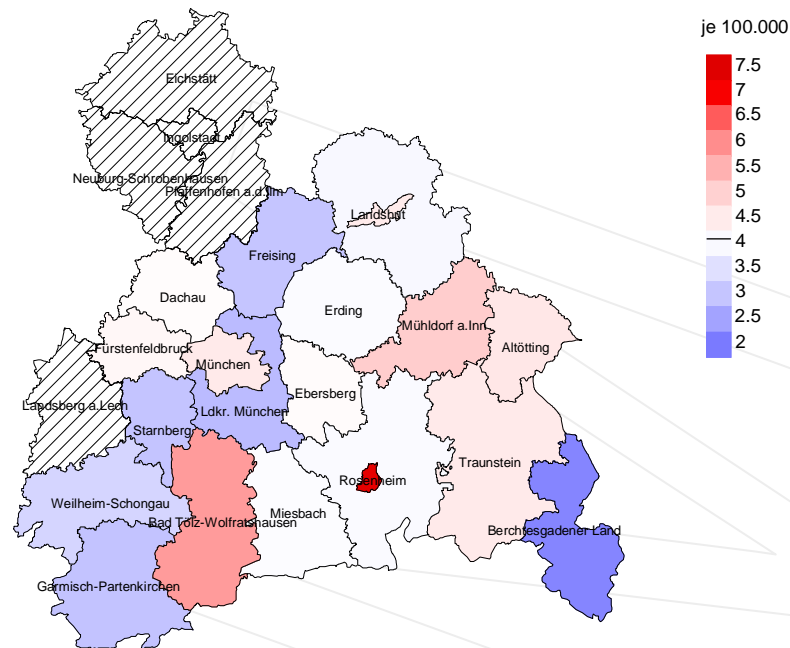 je 100.000
7.5
7
6.5
6
5.5
5
4.5
4
3.5
3
2.5
2
Eichstätt
Ingolstadt
Neuburg-Schrobenhausen
Pfaffenhofen a.d.Ilm
Landshut
Freising
Dachau
Erding
Mühldorf a.Inn
Altötting
Fürstenfeldbruck
München
Ebersberg
Landsberg a.Lech
Ldkr. München
Starnberg
Traunstein
Rosenheim
Weilheim-Schongau
Miesbach
Bad Tölz-Wolfratshausen
Berchtesgadener Land
Garmisch-Partenkirchen